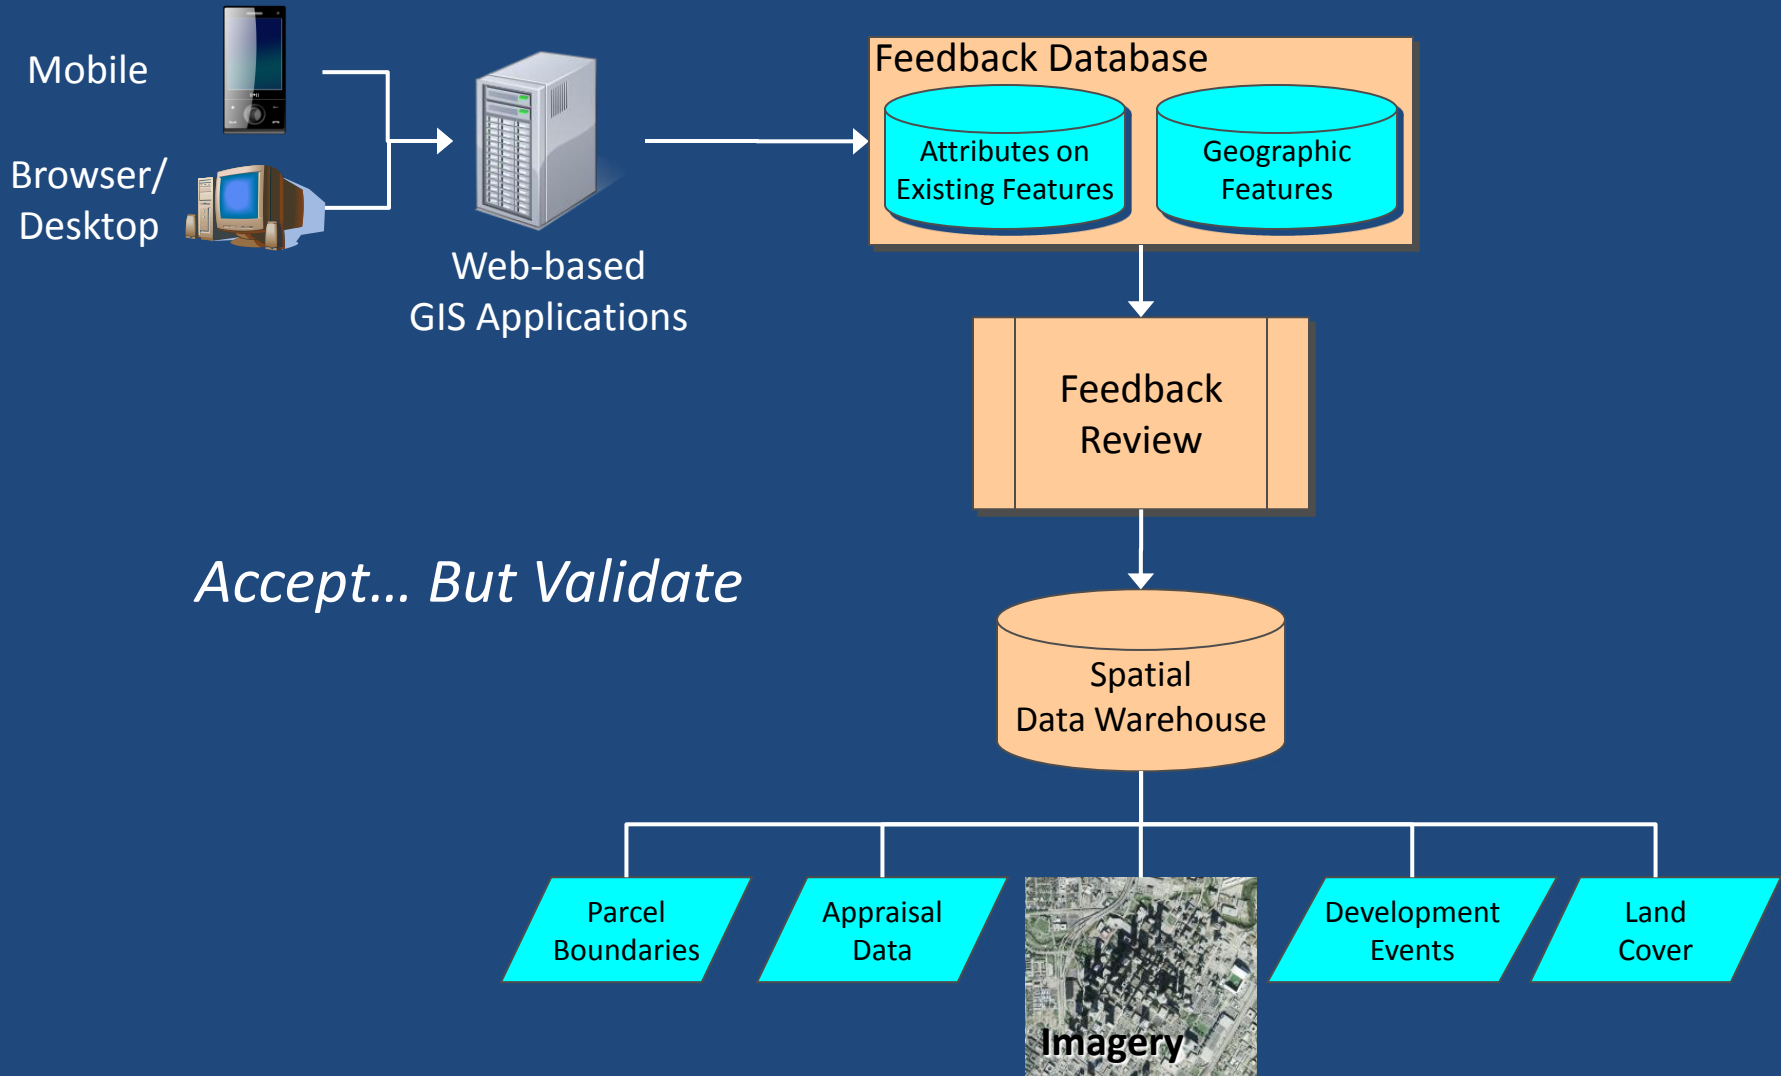 Mobile
Browser/
Desktop
Web-based
GIS Applications
Feedback Database
Attributes on
Existing Features
Geographic
Features
Feedback
Review
Accept... But Validate
Spatial
Data Warehouse
Parcel
Boundaries
Appraisal
Data
Imagery
Development
Events
Land
Cover